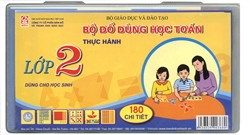 BỘ GIÁO DỤC VÀ ĐÀO TẠO
BỘ ĐỒ DÙNG HỌC TOÁN
THỰC HÀNH
LỚP 2
DÙNG CHO HỌC SINH
180
CHI TIẾT